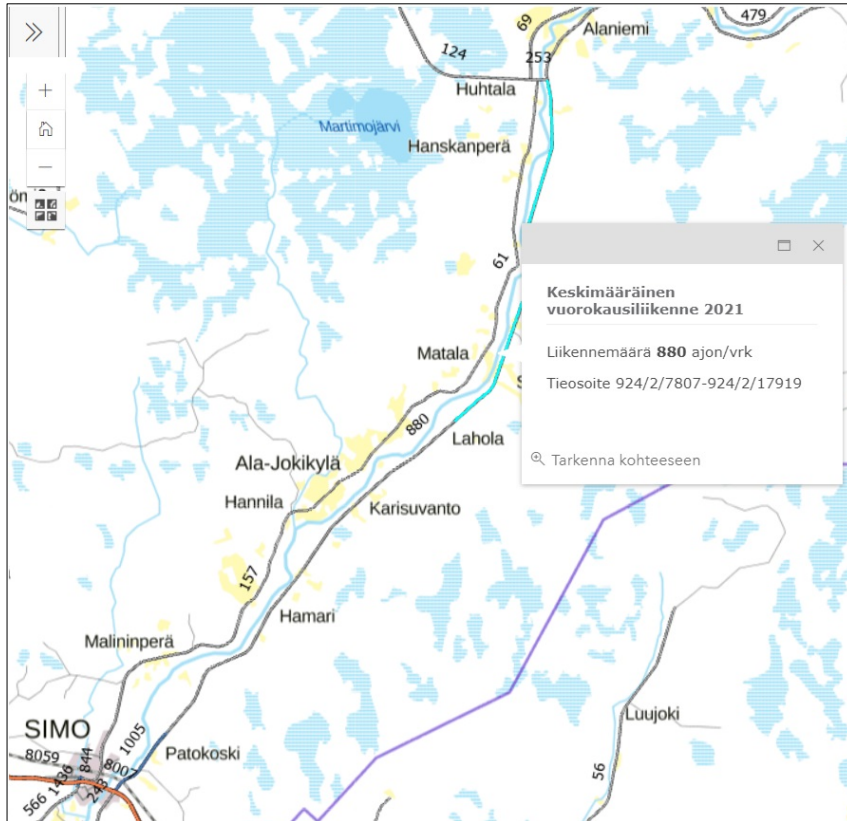 479
69
Alaniemi
124
253
Huhtala
Martimojärvi
Hanskanperä
61
Keskimääräinen
vuorokausiliikenne 2021
Liikennemäärä 880 ajon/vrk
Tieosoite 924/2/7807-924/2/17919
Tarkenna kohteeseen
Matala
880
Lahola
Ala-Jokikylä
Hannila
Karisuvanto
157
Hamari
Malininperä
Luujoki
SIMO
1005
Patokoski
8059
844
8007
1436
243
566
56